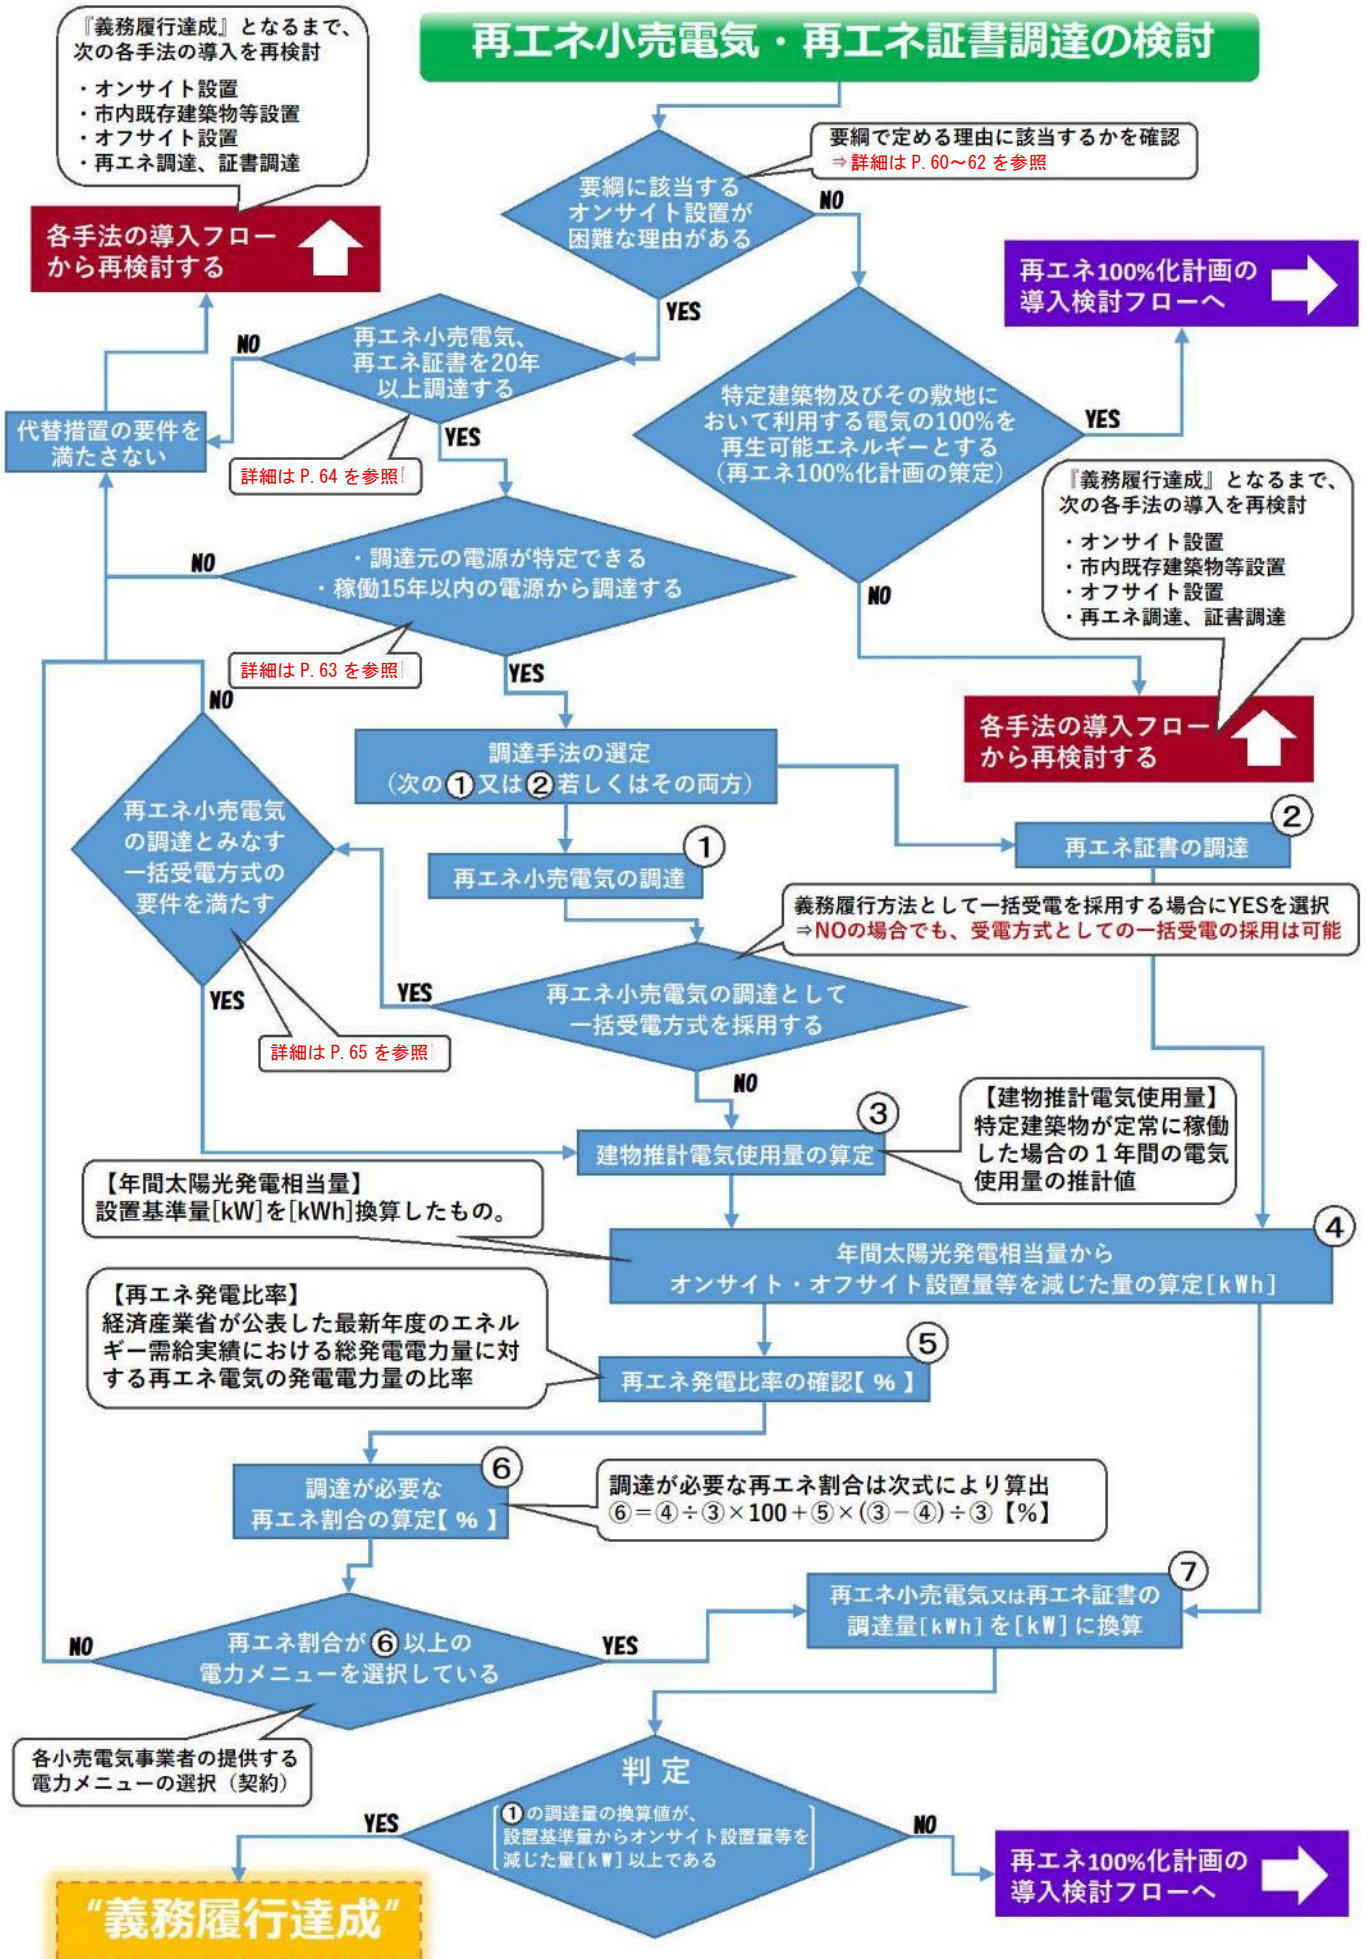 再エネ小売電気・再エネ証書調達の検討
『義務履行達成』となるまで、
次の各手法の導入を再検討
・オンサイト設置
・市内既存建築物等設置
・オフサイト設置
・再エネ調達、証書調達
各手法の導入フロー
から再検討する
要綱で定める理由に該当するかを確認
⇒詳細は P. 60～62 を参照
要綱に該当する
オンサイト設置が
困難な理由がある
NO
YES
再エネ100%化計画の
導入検討フローへ
再エネ小売電気、
再エネ証書を20年
以上調達する
NO
YES
詳細は P. 64 を参照
代替措置の要件を
満たさない
特定建築物及びその敷地に
おいて利用する電気の100%を
再生可能エネルギーとする
（再エネ100%化計画の策定）
YES
NO
『義務履行達成』となるまで、
次の各手法の導入を再検討
・オンサイト設置
・市内既存建築物等設置
・オフサイト設置
・再エネ調達、証書調達
各手法の導入フロー
から再検討する
・調達元の電源が特定できる
・稼働15年以内の電源から調達する
NO
YES
詳細は P. 63 を参照
調達手法の選定
（次の①又は②若しくはその両方）
①
再エネ小売電気の調達
②
再エネ証書の調達
義務履行方法として一括受電を採用する場合にYESを選択
⇒NOの場合でも、受電方式としての一括受電の採用は可能
再エネ小売電気の調達として
一括受電方式を採用する
YES
NO
再エネ小売電気
の調達とみなす
一括受電方式の
要件を満たす
NO
YES
詳細は P. 65 を参照
③
建物推計電気使用量の算定
【建物推計電気使用量】
特定建築物が定常に稼働
した場合の１年間の電気
使用量の推計値
【年間太陽光発電相当量】
設置基準量[kW]を[kWh]換算したもの。
④
年間太陽光発電相当量から
オンサイト・オフサイト設置量等を減じた量の算定[kWh]
【再エネ発電比率】
経済産業省が公表した最新年度のエネル
ギー需給実績における総発電電力量に対
する再エネ電気の発電電力量の比率
⑤
再エネ発電比率の確認【 % 】
⑥
調達が必要な
再エネ割合の算定【 % 】
調達が必要な再エネ割合は次式により算出
⑥＝④÷③×100＋⑤×(③－④)÷③【%】
⑦
再エネ小売電気又は再エネ証書の
調達量[kWh]を[kW]に換算
再エネ割合が⑥以上の
電力メニューを選択している
NO
YES
各小売電気事業者の提供する
電力メニューの選択（契約）
判定
①の調達量の換算値が、
設置基準量からオンサイト設置量等を
減じた量[kW]以上である
YES
NO
"義務履行達成"
再エネ100%化計画の
導入検討フローへ